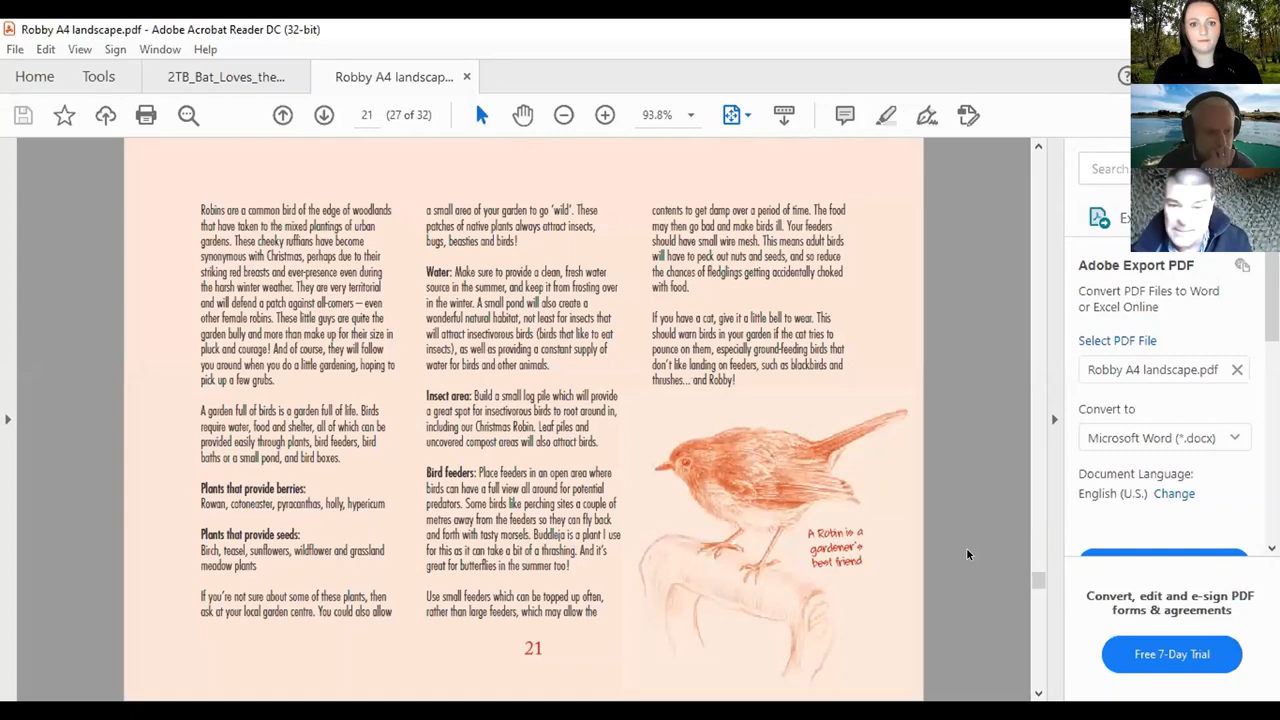 Robby A4 landscape.pdf - Adobe Acrobat Reader DC (32-bit)
File Edit View Sign Window Help
Home Tools 2TB_Bat_Loves_the... Robby A4 landscap... ×
21 (27 of 32) 93.8%
Robins are a common bird of the edge of woodlands
that have taken to the mixed plantings of urban
gardens. These cheeky ruffians have become
synonymous with Christmas, perhaps due to their
striking red breasts and ever-presence even during
the harsh winter weather. They are very territorial
and will defend a patch against all-comers – even
other female robins. These little guys are quite the
garden bully and more than make up for their size in
pluck and courage! And of course, they will follow
you around when you do a little gardening, hoping to
pick up a few grubs.
A garden full of birds is a garden full of life. Birds
require water, food and shelter, all of which can be
provided easily through plants, bird feeders, bird
baths or a small pond, and bird boxes.
Plants that provide berries:
Rowan, cotoneaster, pyracanthas, holly, hypericum
Plants that provide seeds:
Birch, teasel, sunflowers, wildflower and grassland
meadow plants
If you're not sure about some of these plants, then
ask at your local garden centre. You could also allow
a small area of your garden to go 'wild'. These
patches of native plants always attract insects,
bugs, beasties and birds!
Water: Make sure to provide a clean, fresh water
source in the summer, and keep it from frosting over
in the winter. A small pond will also create a
wonderful natural habitat, not least for insects that
will attract insectivorous birds (birds that like to eat
insects), as well as providing a constant supply of
water for birds and other animals.
Insect area: Build a small log pile which will provide
a great spot for insectivorous birds to root around in,
including our Christmas Robin. Leaf piles and
uncovered compost areas will also attract birds.
Bird feeders: Place feeders in an open area where
birds can have a full view all around for potential
predators. Some birds like perching sites a couple of
metres away from the feeders so they can fly back
and forth with tasty morsels. Buddleja is a plant I use
for this as it can take a bit of a thrashing. And it's
great for butterflies in the summer too!
Use small feeders which can be topped up often,
rather than large feeders, which may allow the
contents to get damp over a period of time. The food
may then go bad and make birds ill. Your feeders
should have small wire mesh. This means adult birds
will have to peck out nuts and seeds, and so reduce
the chances of fledglings getting accidentally choked
with food.
If you have a cat, give it a little bell to wear. This
should warn birds in your garden if the cat tries to
pounce on them, especially ground-feeding birds that
don't like landing on feeders, such as blackbirds and
thrushes... and Robby!
A Robin is a
gardener's
best friend
21
Search
Adobe Export PDF
Convert PDF Files to Word
or Excel Online
Select PDF File
Robby A4 landscape.pdf ×
Convert to
Microsoft Word (*.docx)
Document Language:
English (U.S.) Change
Convert, edit and e-sign PDF
forms & agreements
Free 7-Day Trial